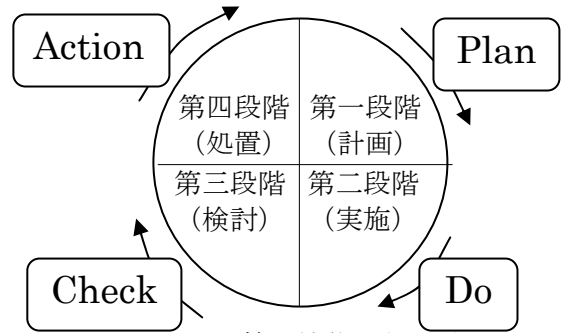 Action
Plan
第四段階
(処置)
第一段階
(計画)
第三段階
(検討)
第二段階
(実施)
Check
Do